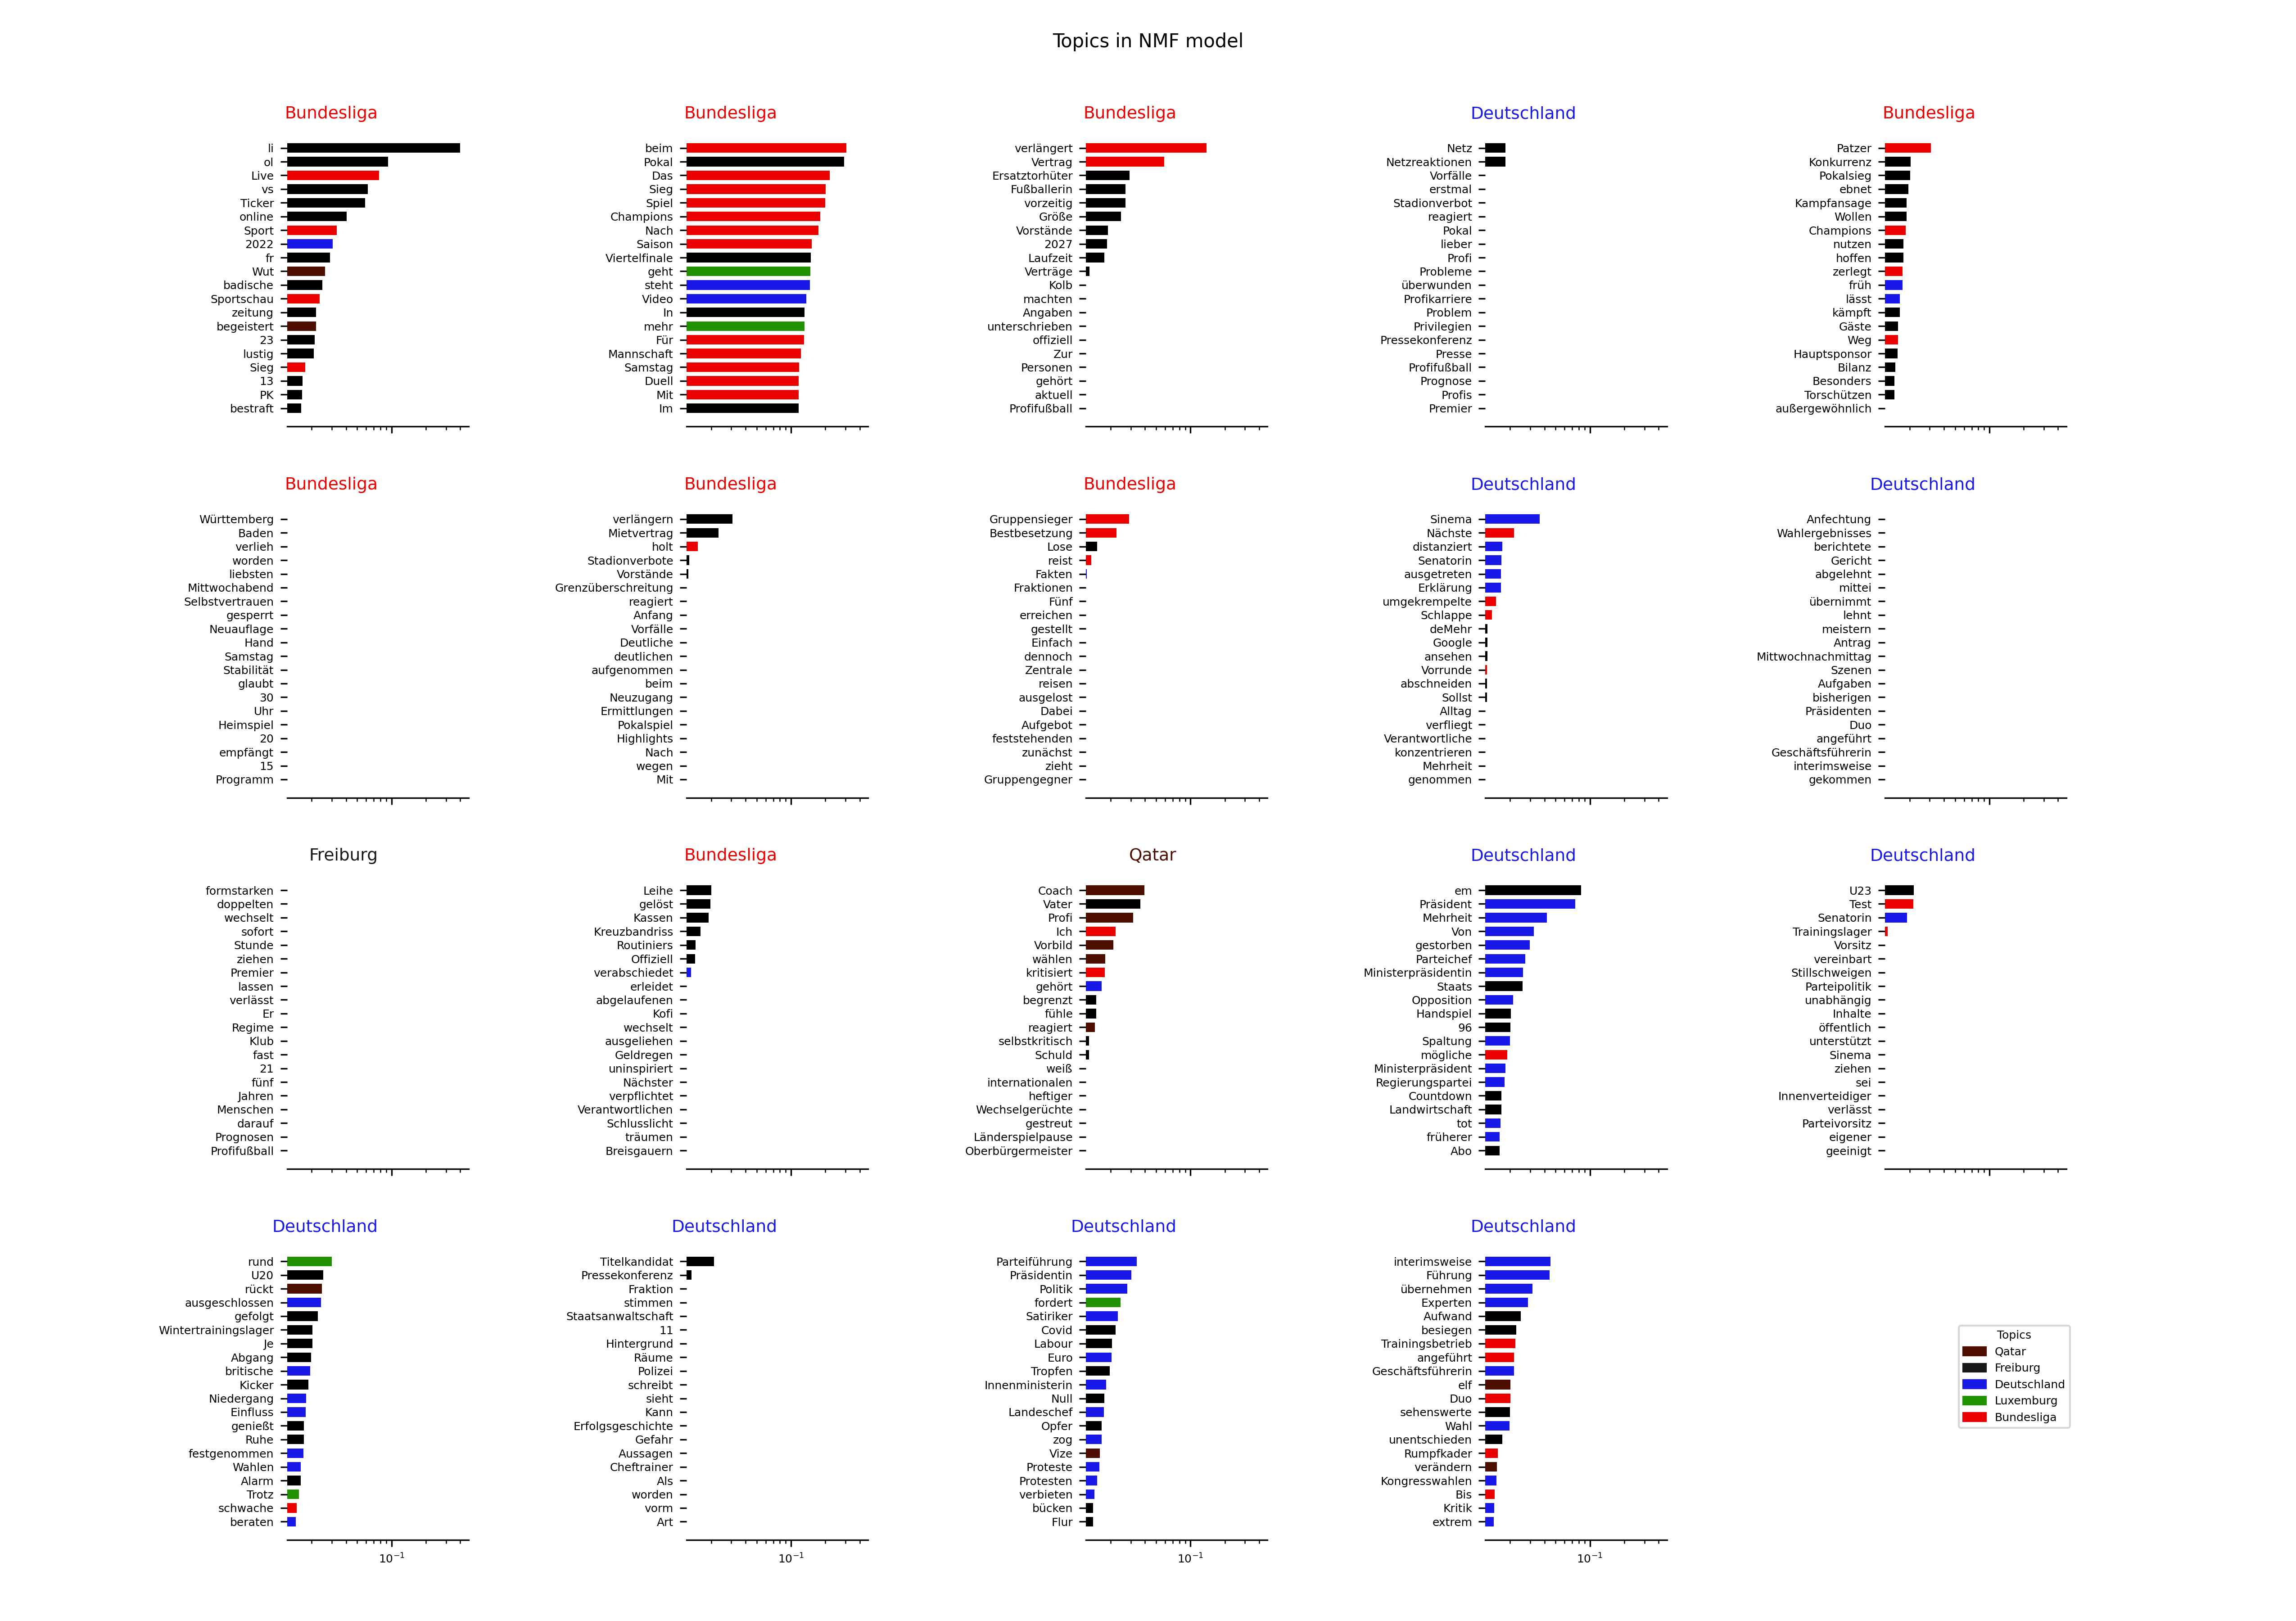 Topics in NMF model
Bundesliga
li
ol
Live
vs
Ticker
online
Sport
2022
fr
Wut
badische
Sportschau
zeitung
begeistert
23
lustig
Sieg
13
PK
bestraft
Bundesliga
beim
Pokal
Das
Sieg
Spiel
Champions
Nach
Saison
Viertelfinale
geht
steht
Video
In
mehr
Für
Mannschaft
Samstag
Duell
Mit
Im
Bundesliga
verlängert
Vertrag
Ersatztorhüter
Fußballerin
vorzeitig
Größe
Vorstände
2027
Laufzeit
Verträge
Kolb
machten
Angaben
unterschrieben
offiziell
Zur
Personen
gehört
aktuell
Profifußball
Deutschland
Netz
Netzreaktionen
Vorfälle
erstmal
Stadionverbot
reagiert
Pokal
lieber
Profi
Probleme
überwunden
Profikarriere
Problem
Privilegien
Pressekonferenz
Presse
Profifußball
Prognose
Profis
Premier
Bundesliga
Patzer
Konkurrenz
Pokalsieg
ebnet
Kampfansage
Wollen
Champions
nutzen
hoffen
zerlegt
früh
lässt
kämpft
Gäste
Weg
Hauptsponsor
Bilanz
Besonders
Torschützen
außergewöhnlich
Bundesliga
Württemberg
Baden
verlieh
worden
liebsten
Mittwochabend
Selbstvertrauen
gesperrt
Neuauflage
Hand
Samstag
Stabilität
glaubt
30
Uhr
Heimspiel
20
empfängt
15
Programm
Bundesliga
verlängern
Mietvertrag
holt
Stadionverbote
Vorstände
Grenzüberschreitung
reagiert
Anfang
Vorfälle
Deutliche
deutlichen
aufgenommen
beim
Neuzugang
Ermittlungen
Pokalspiel
Highlights
Nach
wegen
Mit
Bundesliga
Gruppensieger
Bestbesetzung
Lose
reist
Fakten
Fraktionen
Fünf
erreichen
gestellt
Einfach
dennoch
Zentrale
reisen
ausgelost
Dabei
Aufgebot
feststehenden
zunächst
zieht
Gruppengegner
Deutschland
Sinema
Nächste
distanziert
Senatorin
ausgetreten
Erklärung
umgekrempelte
Schlappe
deMehr
Google
ansehen
Vorrunde
abschneiden
Sollst
Alltag
verfliegt
Verantwortliche
konzentrieren
Mehrheit
genommen
Deutschland
Anfechtung
Wahlergebnisses
berichtete
Gericht
abgelehnt
mittei
übernimmt
lehnt
meistern
Antrag
Mittwochnachmittag
Szenen
Aufgaben
bisherigen
Präsidenten
Duo
angeführt
Geschäftsführerin
interimsweise
gekommen
Freiburg
formstarken
doppelten
wechselt
sofort
Stunde
ziehen
Premier
lassen
verlässt
Er
Regime
Klub
fast
21
fünf
Jahren
Menschen
darauf
Prognosen
Profifußball
Bundesliga
Leihe
gelöst
Kassen
Kreuzbandriss
Routiniers
Offiziell
verabschiedet
erleidet
abgelaufenen
Kofi
wechselt
ausgeliehen
Geldregen
uninspiriert
Nächster
verpflichtet
Verantwortlichen
Schlusslicht
träumen
Breisgauern
Qatar
Coach
Vater
Profi
Ich
Vorbild
wählen
kritisiert
gehört
begrenzt
fühle
reagiert
selbstkritisch
Schuld
weiß
internationalen
heftiger
Wechselgerüchte
gestreut
Länderspielpause
Oberbürgermeister
Deutschland
em
Präsident
Mehrheit
Von
gestorben
Parteichef
Ministerpräsidentin
Staats
Opposition
Handspiel
96
Spaltung
mögliche
Ministerpräsident
Regierungspartei
Countdown
Landwirtschaft
tot
früherer
Abo
Deutschland
U23
Test
Senatorin
Trainingslager
Vorsitz
vereinbart
Stillschweigen
Parteipolitik
unabhängig
Inhalte
öffentlich
unterstützt
Sinema
ziehen
sei
Innenverteidiger
verlässt
Parteivorsitz
eigener
geeinigt
Deutschland
rund
U20
rückt
ausgeschlossen
gefolgt
Wintertrainingslager
Je
Abgang
britische
Kicker
Niedergang
Einfluss
genießt
Ruhe
festgenommen
Wahlen
Alarm
Trotz
schwache
beraten
10⁻¹
Deutschland
Titelkandidat
Pressekonferenz
Fraktion
stimmen
Staatsanwaltschaft
11
Hintergrund
Räume
Polizei
schreibt
sieht
Kann
Erfolgsgeschichte
Gefahr
Aussagen
Cheftrainer
Als
worden
vorm
Art
10⁻¹
Deutschland
Parteiführung
Präsidentin
Politik
fordert
Satiriker
Covid
Labour
Euro
Tropfen
Innenministerin
Null
Landeschef
Opfer
zog
Vize
Proteste
Protesten
verbieten
bücken
Flur
10⁻¹
Deutschland
interimsweise
Führung
übernehmen
Experten
Aufwand
besiegen
Trainingsbetrieb
angeführt
Geschäftsführerin
elf
Duo
sehenswerte
Wahl
unentschieden
Rumpfkader
verändern
Kongresswahlen
Bis
Kritik
extrem
10⁻¹
Topics
Qatar
Freiburg
Deutschland
Luxemburg
Bundesliga